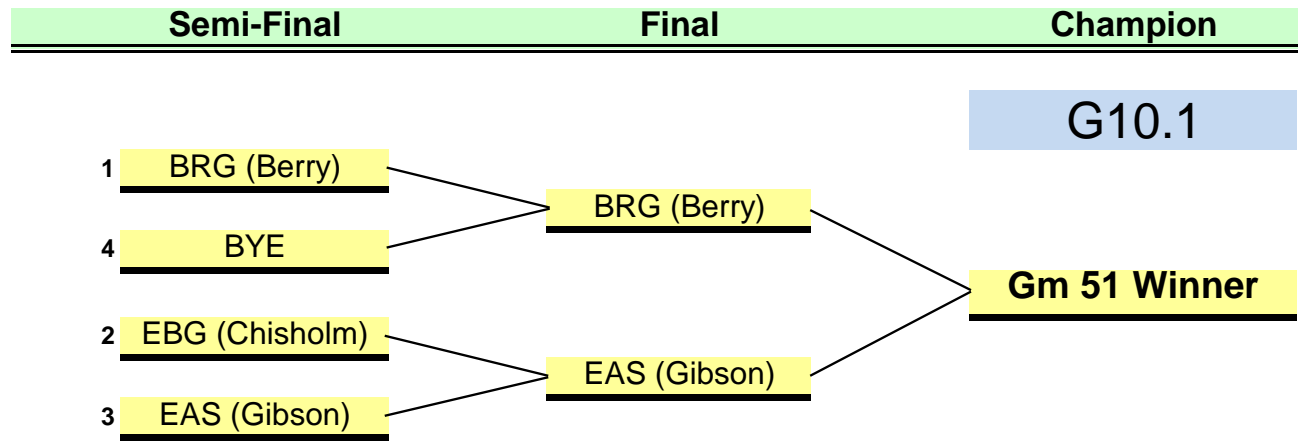 Semi-Final Final Champion
G10.1
1 BRG (Berry)
BRG (Berry)
4 BYE
Gm 51 Winner
2 EBG (Chisholm)
EAS (Gibson)
3 EAS (Gibson)